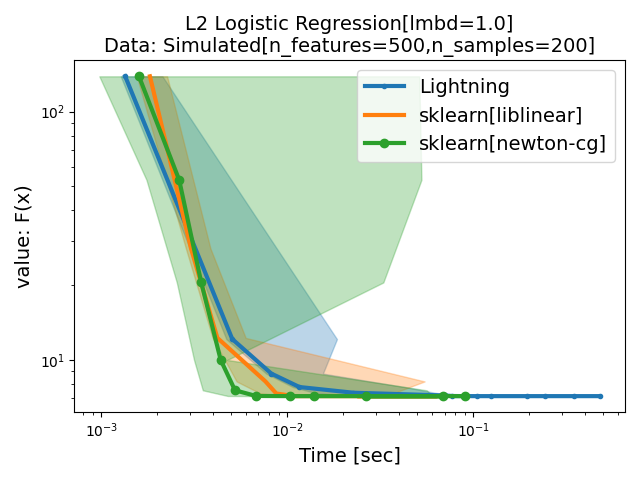 L2 Logistic Regression[lmbd=1.0]
Data: Simulated[n_features=500,n_samples=200]
Lightning
sklearn[liblinear]
sklearn[newton-cg]
value: F(x)
10²
10¹
10⁻³
10⁻²
10⁻¹
Time [sec]